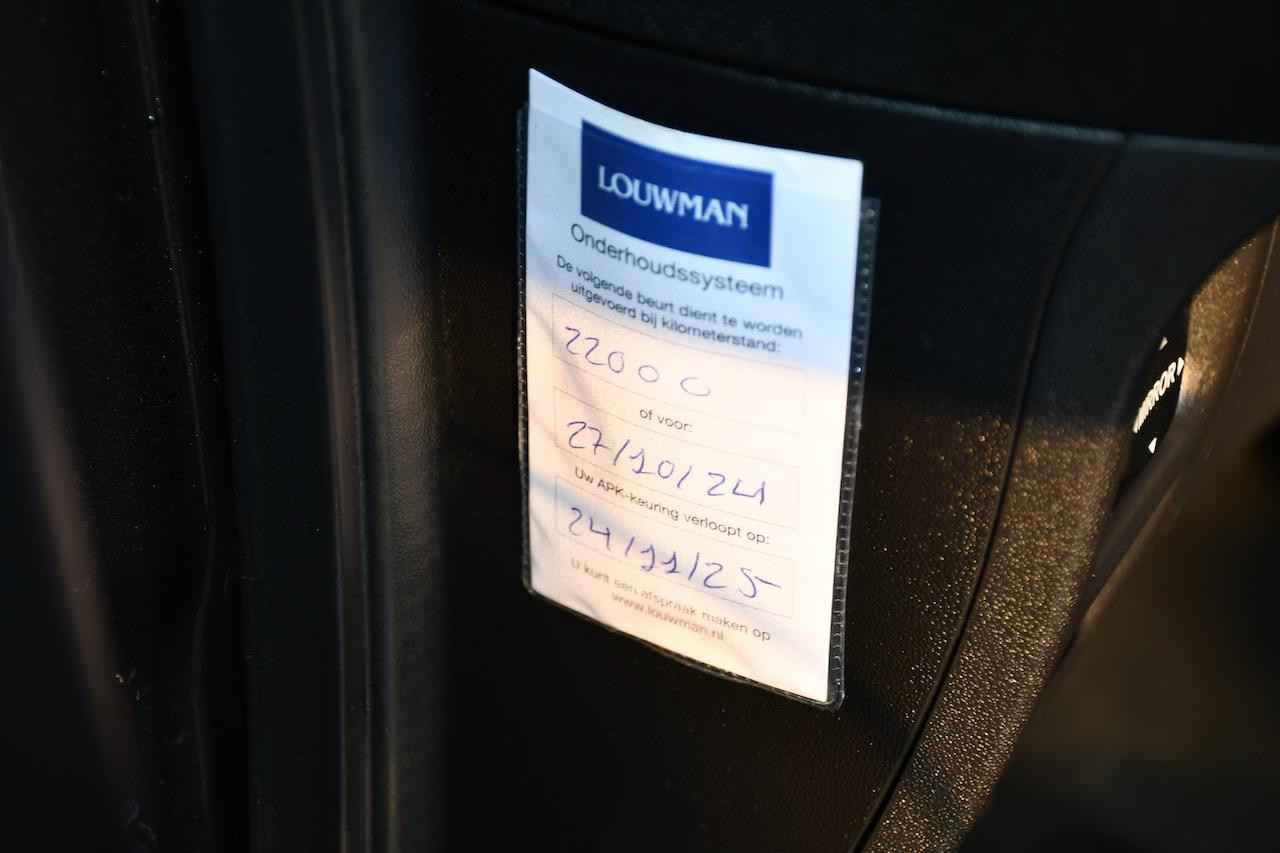 LOUWMAN
Onderhoudssysteem
De volgende beurt dient te worden
uitgevoerd bij kilometerstand:
22000
of voor:
27/10/24
Uw APK-keuring verloopt op:
24/11/25
U kunt een afspraak maken op
www.louwman.nl
MIRROR